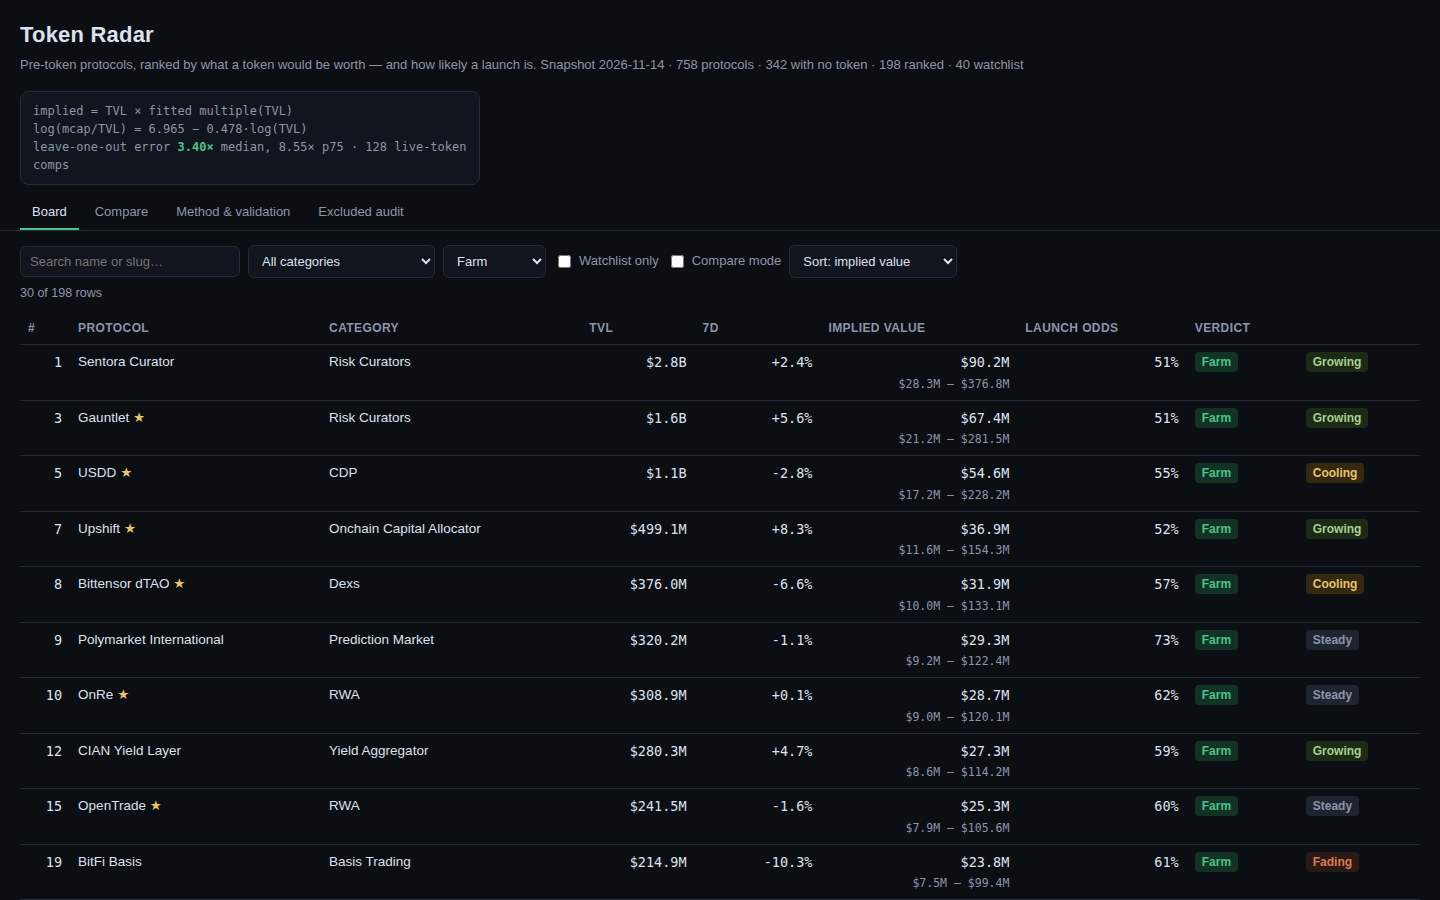 Token Radar
Pre-token protocols, ranked by what a token would be worth — and how likely a launch is. Snapshot 2026-11-14 · 758 protocols · 342 with no token · 198 ranked · 40 watchlist
implied = TVL × fitted multiple(TVL)
log(mcap/TVL) = 6.965 − 0.478·log(TVL)
leave-one-out error 3.40× median, 8.55× p75 · 128 live-token
comps
Board Compare Method & validation Excluded audit
Search name or slug… All categories Farm Watchlist only Compare mode Sort: implied value
30 of 198 rows
# PROTOCOL CATEGORY TVL 7D IMPLIED VALUE LAUNCH ODDS VERDICT
1 Sentora Curator Risk Curators $2.8B +2.4% $90.2M 51% Farm Growing
$28.3M — $376.8M
3 Gauntlet ★ Risk Curators $1.6B +5.6% $67.4M 51% Farm Growing
$21.2M — $281.5M
5 USDD ★ CDP $1.1B -2.8% $54.6M 55% Farm Cooling
$17.2M — $228.2M
7 Upshift ★ Onchain Capital Allocator $499.1M +8.3% $36.9M 52% Farm Growing
$11.6M — $154.3M
8 Bittensor dTAO ★ Dexs $376.0M -6.6% $31.9M 57% Farm Cooling
$10.0M — $133.1M
9 Polymarket International Prediction Market $320.2M -1.1% $29.3M 73% Farm Steady
$9.2M — $122.4M
10 OnRe ★ RWA $308.9M +0.1% $28.7M 62% Farm Steady
$9.0M — $120.1M
12 CIAN Yield Layer Yield Aggregator $280.3M +4.7% $27.3M 59% Farm Growing
$8.6M — $114.2M
15 OpenTrade ★ RWA $241.5M -1.6% $25.3M 60% Farm Steady
$7.9M — $105.6M
19 BitFi Basis Basis Trading $214.9M -10.3% $23.8M 61% Farm Fading
$7.5M — $99.4M